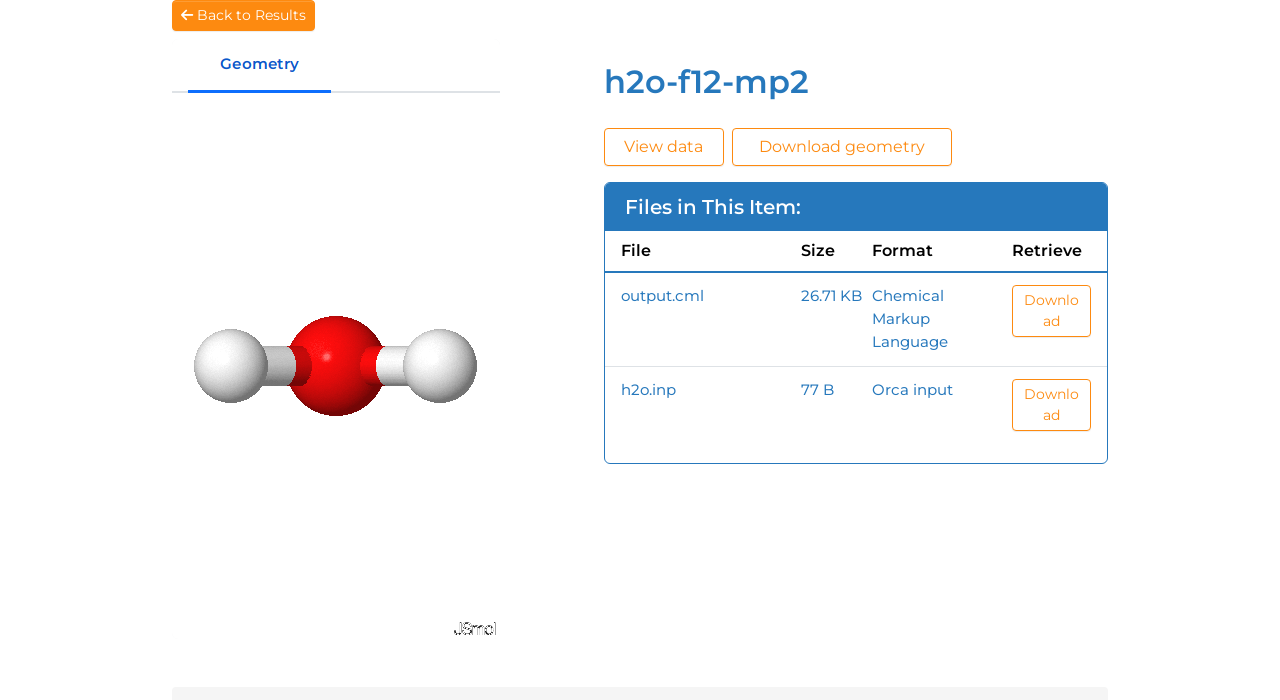 Back to Results
Geometry
h2o-f12-mp2
View data
Download geometry
Files in This Item:
File Size Format Retrieve
output.cml 26.71 KB Chemical
Markup
Language
Downlo
ad
h2o.inp 77 B Orca input
Downlo
ad
JSmol